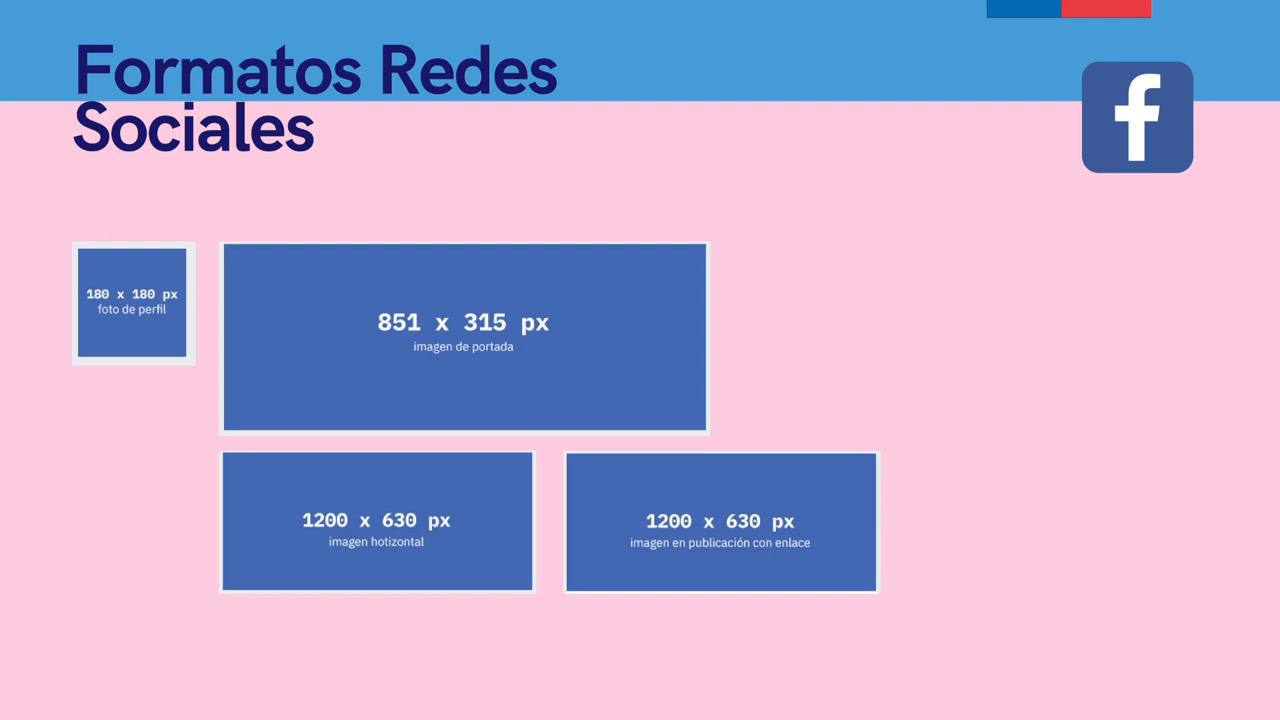 Formatos Redes
Sociales
180 x 180 px
foto de perfil
851 x 315 px
imagen de portada
1200 x 630 px
imagen hotizontal
1200 x 630 px
imagen en publicación con enlace